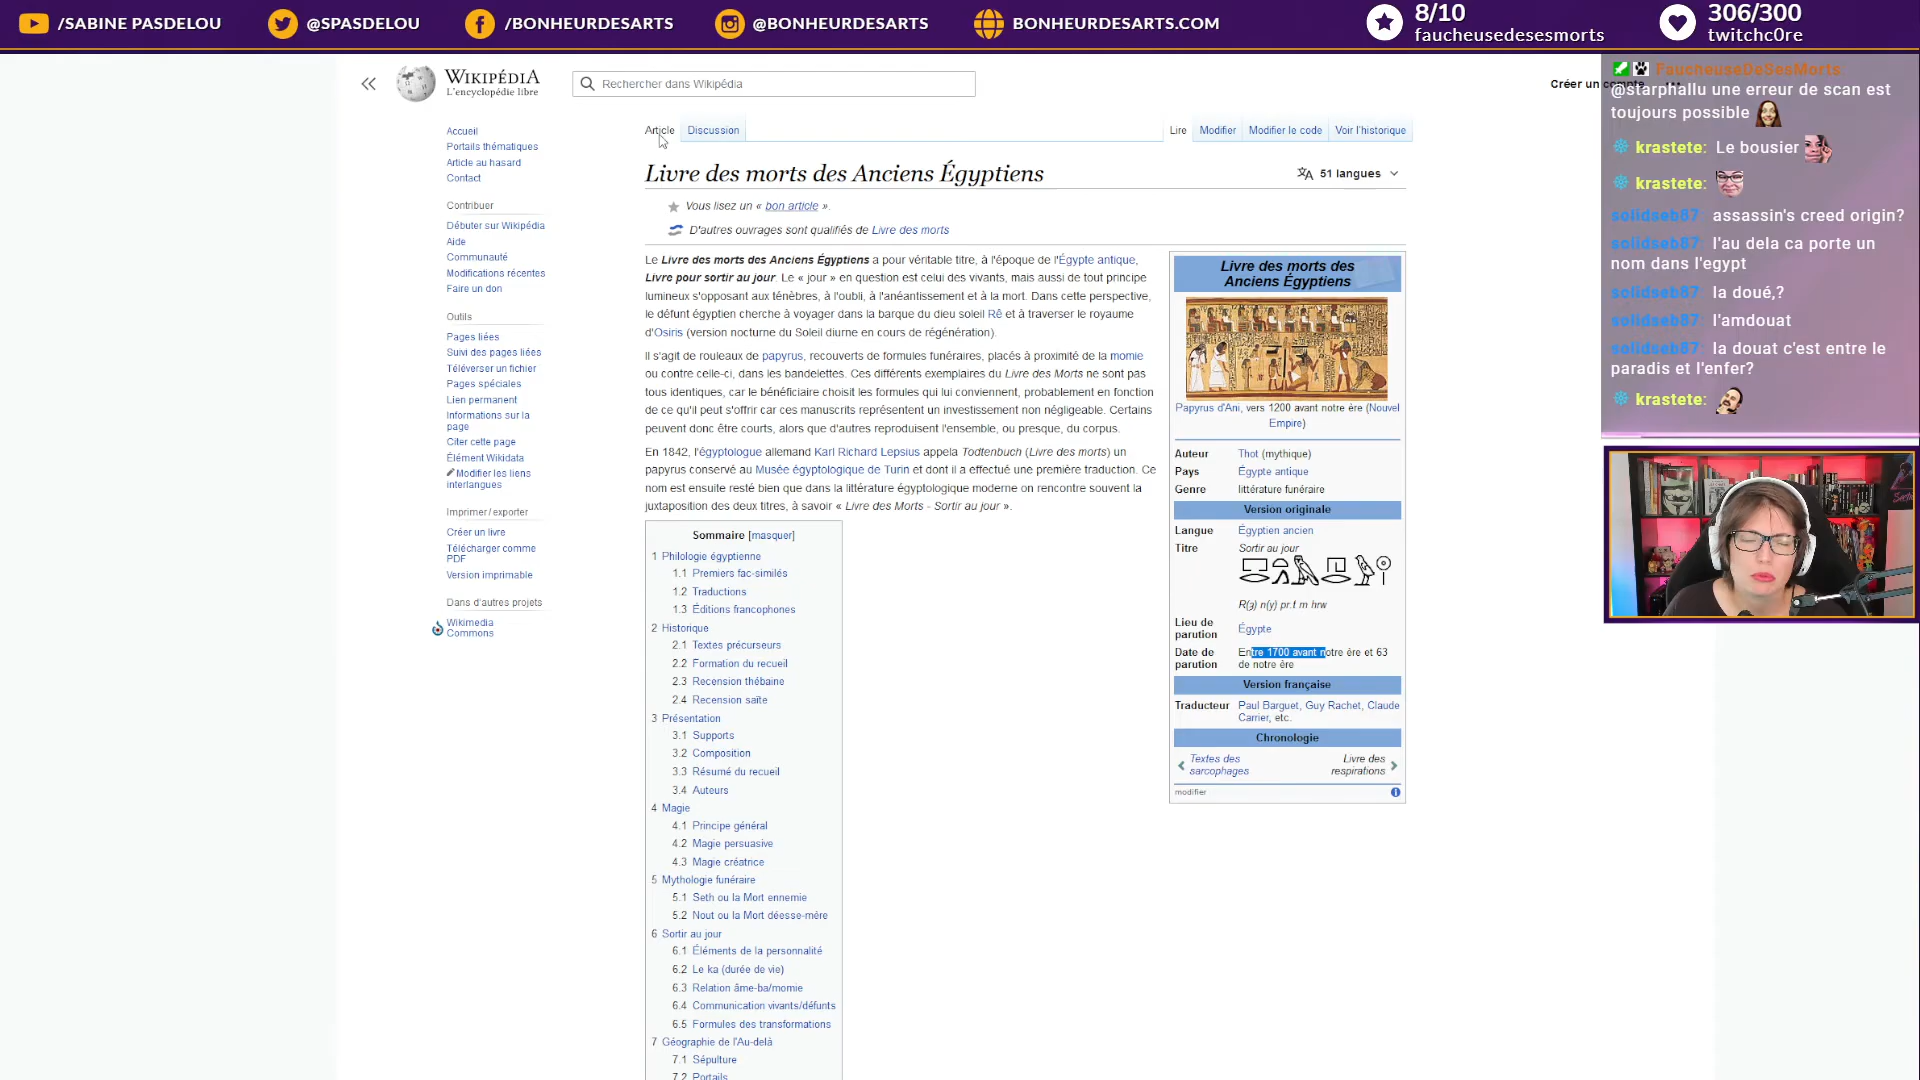 /SABINE PASDELOU
@SPASDELOU
/BONHEURDESARTS
@BONHEURDESARTS
BONHEURDESARTS.COM
8/10
faucheusedesesmorts
306/300
twitchc0re
WIKIPÉDIA
L'encyclopédie libre
Rechercher dans Wikipédia
Créer un compte
Accueil
Portails thématiques
Article au hasard
Contact
Contribuer
Débuter sur Wikipédia
Aide
Communauté
Modifications récentes
Faire un don
Outils
Pages liées
Suivi des pages liées
Téléverser un fichier
Pages spéciales
Lien permanent
Informations sur la
page
Citer cette page
Élément Wikidata
Modifier les liens
interlangues
Imprimer / exporter
Créer un livre
Télécharger comme
PDF
Version imprimable
Dans d'autres projets
Wikimedia
Commons
Article
Discussion
Lire
Modifier
Modifier le code
Voir l'historique
Livre des morts des Anciens Égyptiens
51 langues
Vous lisez un « bon article ».
D'autres ouvrages sont qualifiés de Livre des morts
Le Livre des morts des Anciens Égyptiens a pour véritable titre, à l'époque de l'Égypte antique,
Livre pour sortir au jour. Le « jour » en question est celui des vivants, mais aussi de tout principe
lumineux s'opposant aux ténèbres, à l'oubli, à l'anéantissement et à la mort. Dans cette perspective,
le défunt égyptien cherche à voyager dans la barque du dieu soleil Rê et à traverser le royaume
d'Osiris (version nocturne du Soleil diurne en cours de régénération).
Il s'agit de rouleaux de papyrus, recouverts de formules funéraires, placés à proximité de la momie
ou contre celle-ci, dans les bandelettes. Ces différents exemplaires du Livre des Morts ne sont pas
tous identiques, car le bénéficiaire choisit les formules qui lui conviennent, probablement en fonction
de ce qu'il peut s'offrir car ces manuscrits représentent un investissement non négligeable. Certains
peuvent donc être courts, alors que d'autres reproduisent l'ensemble, ou presque, du corpus.
En 1842, l'égyptologue allemand Karl Richard Lepsius appela Todtenbuch (Livre des morts) un
papyrus conservé au Musée égyptologique de Turin et dont il a effectué une première traduction. Ce
nom est ensuite resté bien que dans la littérature égyptologique moderne on rencontre souvent la
juxtaposition des deux titres, à savoir « Livre des Morts - Sortir au jour ».
Sommaire [masquer]
1 Philologie égyptienne
1.1 Premiers fac-similés
1.2 Traductions
1.3 Éditions francophones
2 Historique
2.1 Textes précurseurs
2.2 Formation du recueil
2.3 Recension thébaine
2.4 Recension saïte
3 Présentation
3.1 Supports
3.2 Composition
3.3 Résumé du recueil
3.4 Auteurs
4 Magie
4.1 Principe général
4.2 Magie persuasive
4.3 Magie créatrice
5 Mythologie funéraire
5.1 Seth ou la Mort ennemie
5.2 Nout ou la Mort déesse-mère
6 Sortir au jour
6.1 Éléments de la personnalité
6.2 Le ka (durée de vie)
6.3 Relation âme-ba/momie
6.4 Communication vivants/défunts
6.5 Formules des transformations
7 Géographie de l'Au-delà
7.1 Sépulture
7.2 Portails
Livre des morts des
Anciens Égyptiens
Papyrus d'Ani, vers 1200 avant notre ère (Nouvel
Empire)
Auteur Thot (mythique)
Pays Égypte antique
Genre littérature funéraire
Version originale
Langue Égyptien ancien
Titre Sortir au jour
R(ȝ) n(y) pr.t m hrw
Lieu de
parution Égypte
Date de
parution Entre 1700 avant notre ère et 63
de notre ère
Version française
Traducteur Paul Barguet, Guy Rachet, Claude
Carrier, etc.
Chronologie
Textes des
sarcophages
Livre des
respirations
modifier
FaucheuseDeSesMorts:
@starphallu une erreur de scan est
toujours possible
krastete: Le bousier
krastete:
solidseb87 assassin's creed origin?
solidseb87 l'au dela ca porte un
nom dans l'egypt
solidseb87 la doué,?
solidseb87 l'amdouat
solidseb87 la douat c'est entre le
paradis et l'enfer?
krastete: